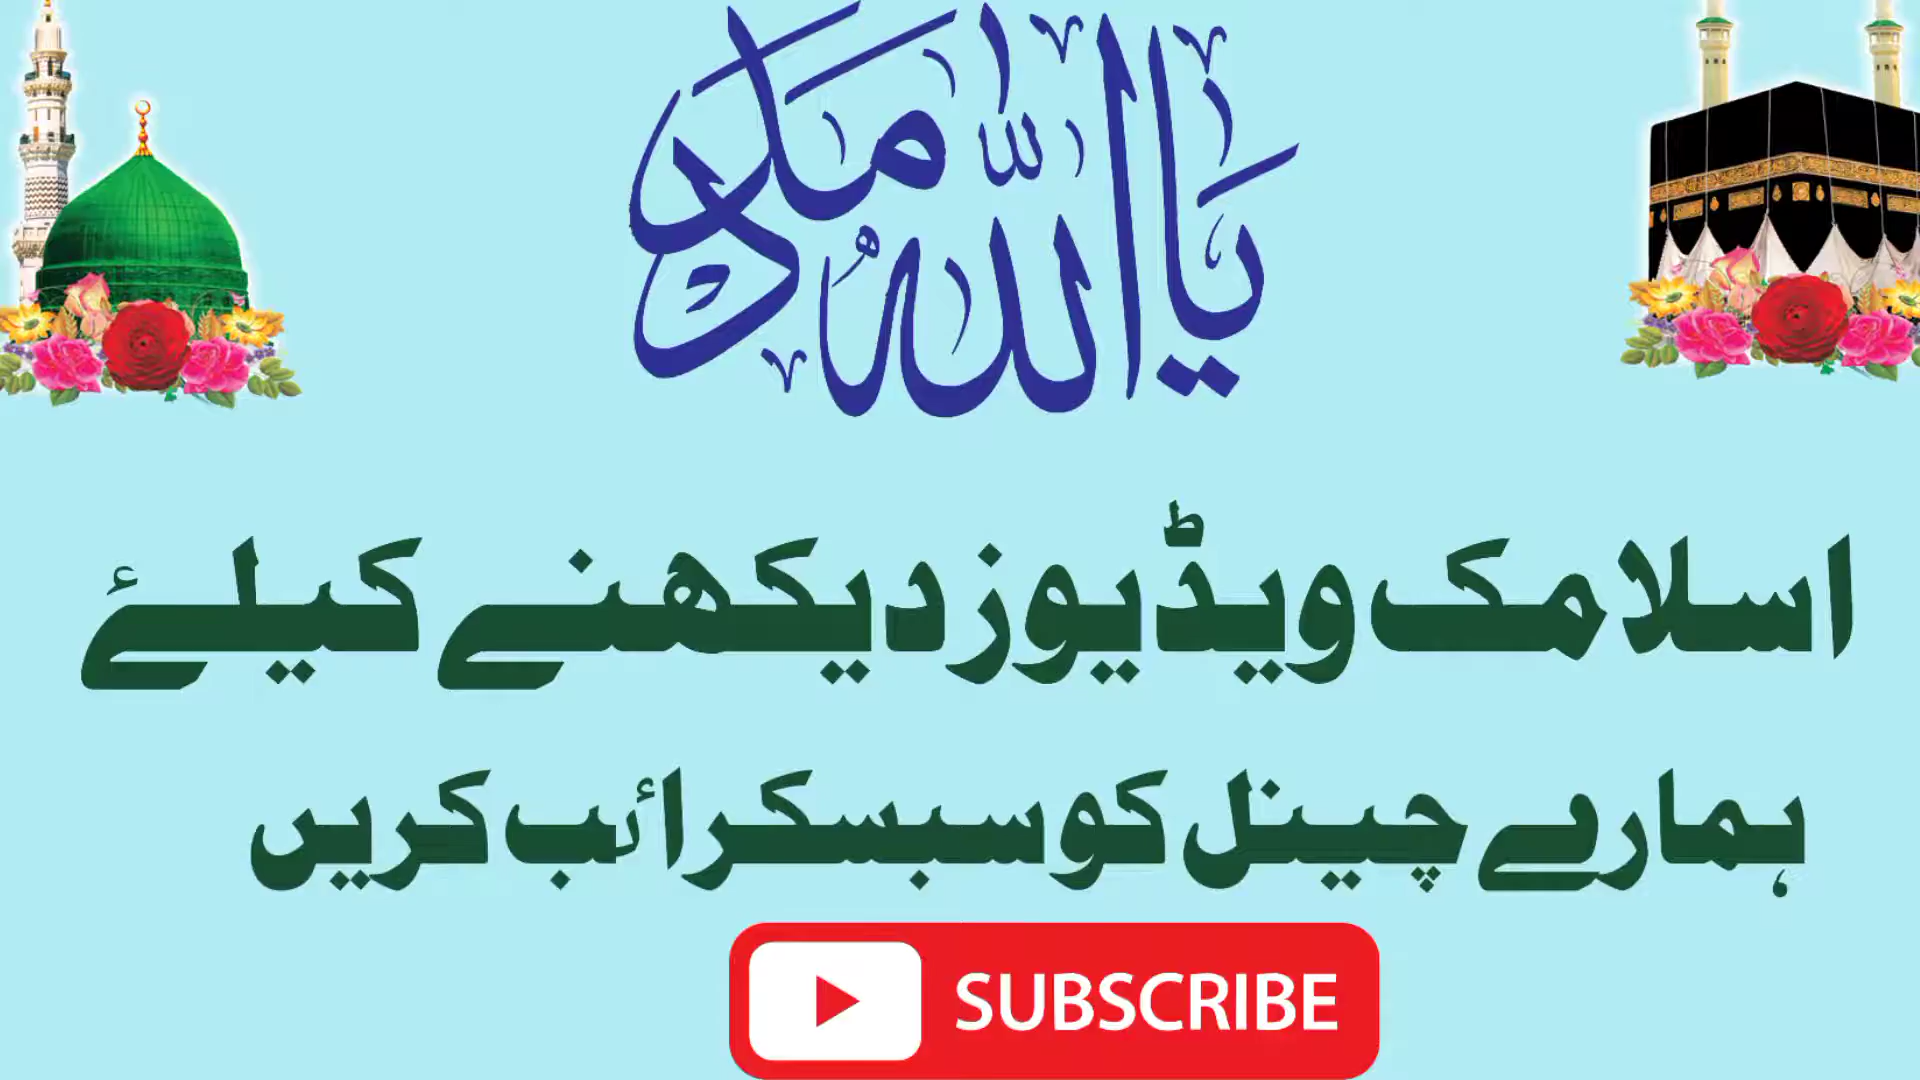 یا اللہ مدد
اسلامک ویڈیوز دیکھنے کیلئے
ہمارے چینل کو سبسکرائب کریں
SUBSCRIBE